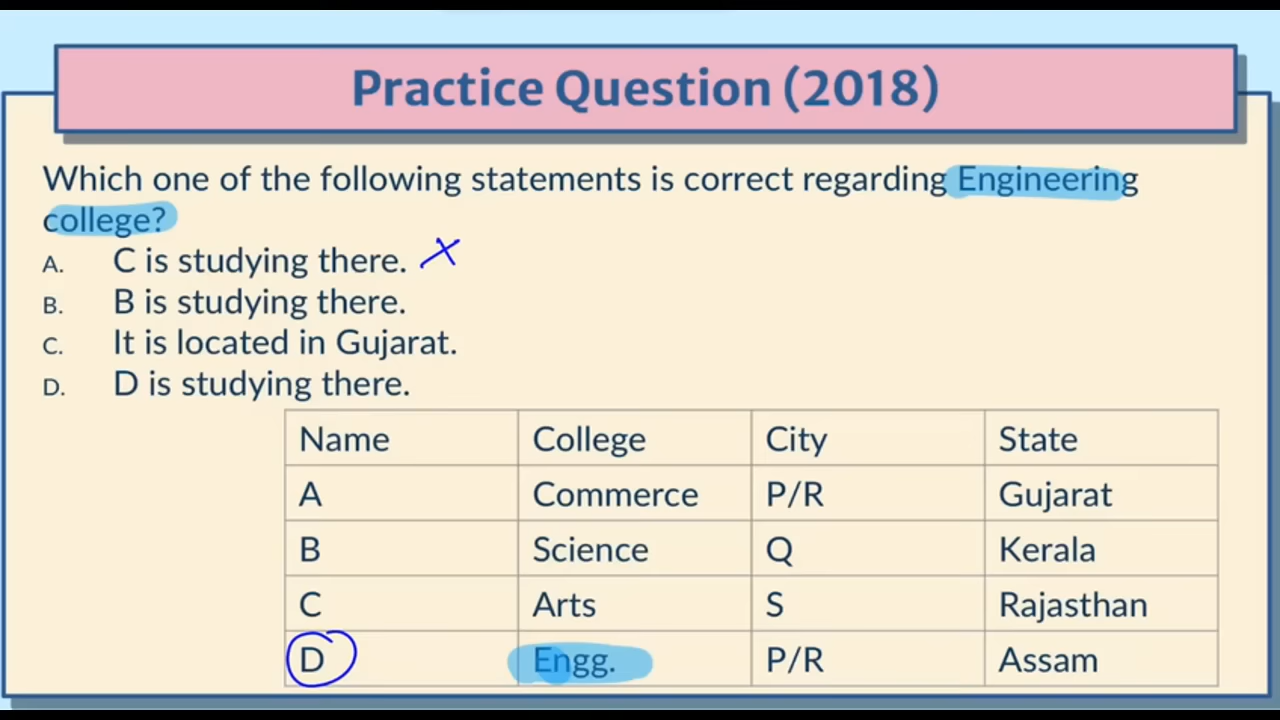 Practice Question (2018)
Which one of the following statements is correct regarding Engineering
college?
A. C is studying there.
B. B is studying there.
C. It is located in Gujarat.
D. D is studying there.
Name College City State
A Commerce P/R Gujarat
B Science Q Kerala
C Arts S Rajasthan
D Engg. P/R Assam